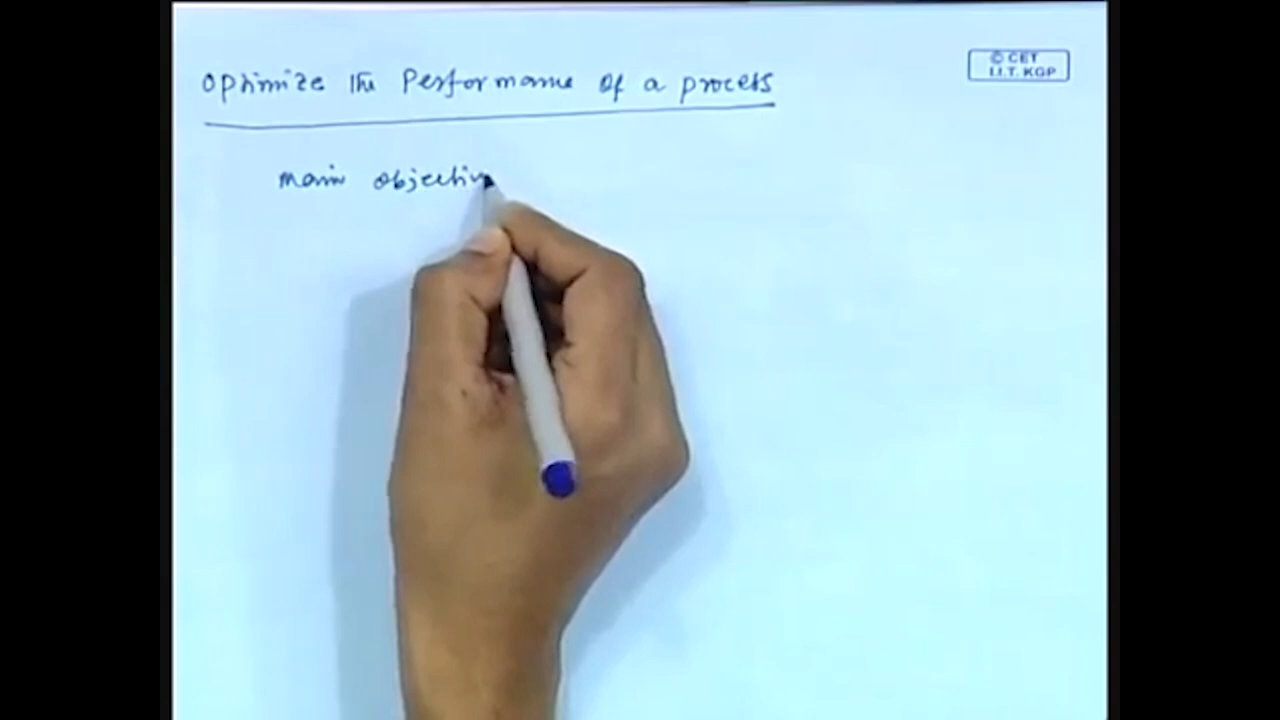 Optimize the Performance of a process
© CET
I.I.T. KGP
main objectiv